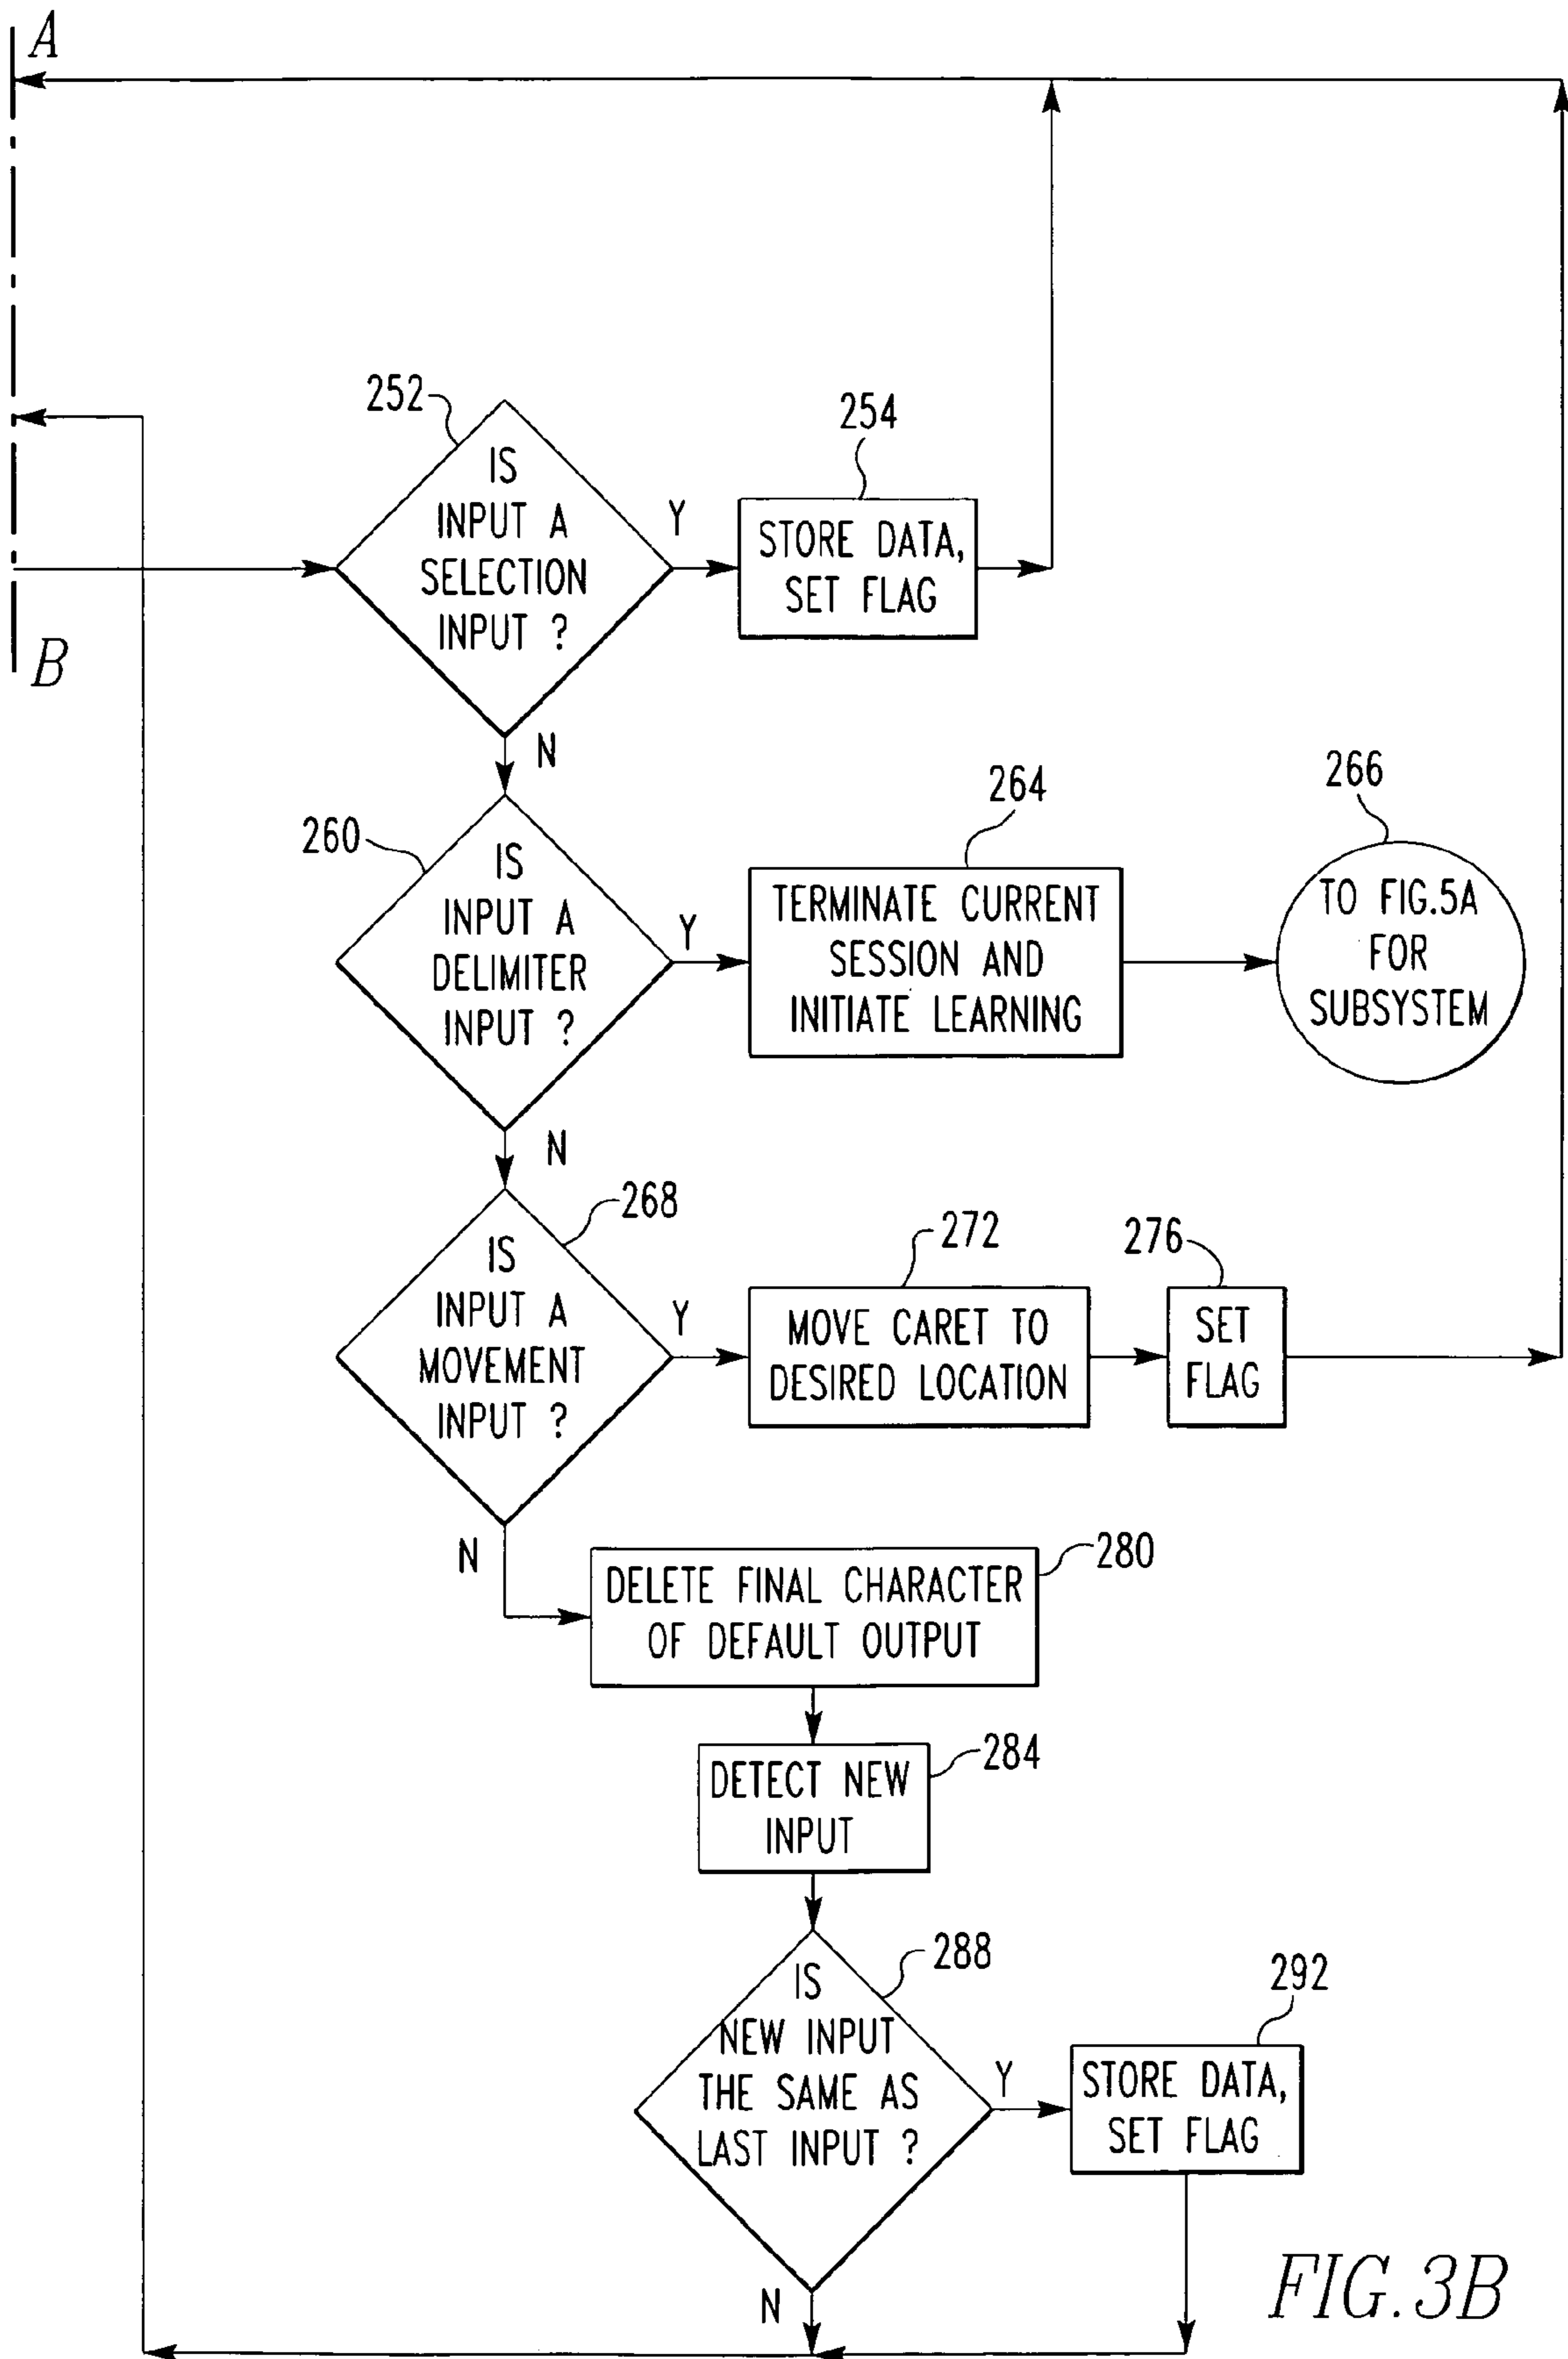 A
252
IS
INPUT A
SELECTION
INPUT ?
Y
254
STORE DATA,
SET FLAG
B
N
260
IS
INPUT A
DELIMITER
INPUT ?
Y
264
TERMINATE CURRENT
SESSION AND
INITIATE LEARNING
266
TO FIG.5A
FOR
SUBSYSTEM
N
268
IS
INPUT A
MOVEMENT
INPUT ?
Y
272
MOVE CARET TO
DESIRED LOCATION
276
SET
FLAG
N
280
DELETE FINAL CHARACTER
OF DEFAULT OUTPUT
284
DETECT NEW
INPUT
288
IS
NEW INPUT
THE SAME AS
LAST INPUT ?
Y
292
STORE DATA,
SET FLAG
N
FIG.3B